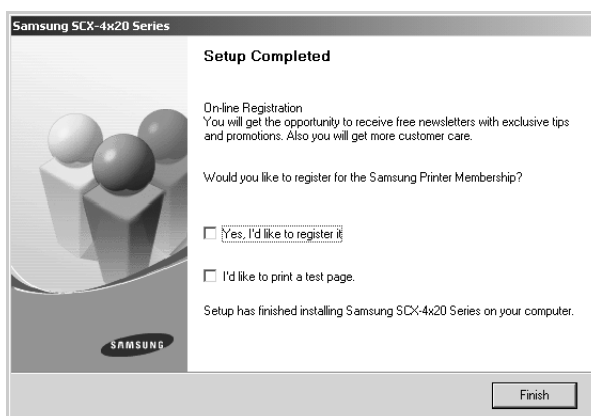 Samsung SCX-4x20 Series
Setup Completed
On-line Registration
You will get the opportunity to receive free newsletters with exclusive tips
and promotions. Also you will get more customer care.
Would you like to register for the Samsung Printer Membership?
Yes, I'd like to register it
I'd like to print a test page.
Setup has finished installing Samsung SCX-4x20 Series on your computer.
SAMSUNG
Finish